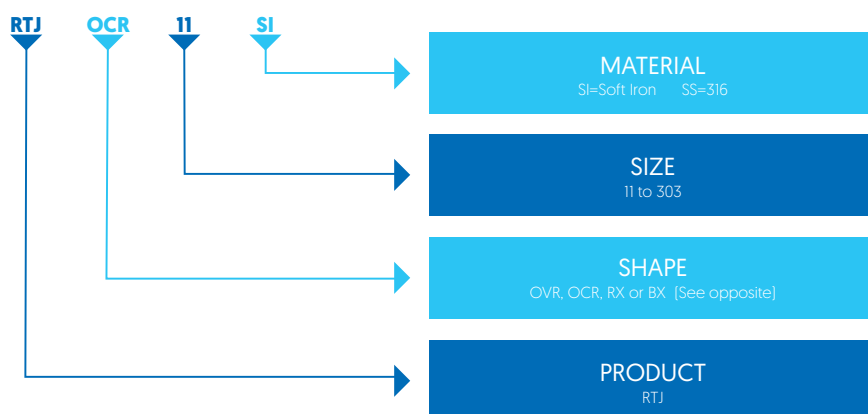 RTJ OCR 11 SI
MATERIAL
SI=Soft Iron SS=316
SIZE
11 to 303
SHAPE
OVR, OCR, RX or BX (See opposite)
PRODUCT
RTJ